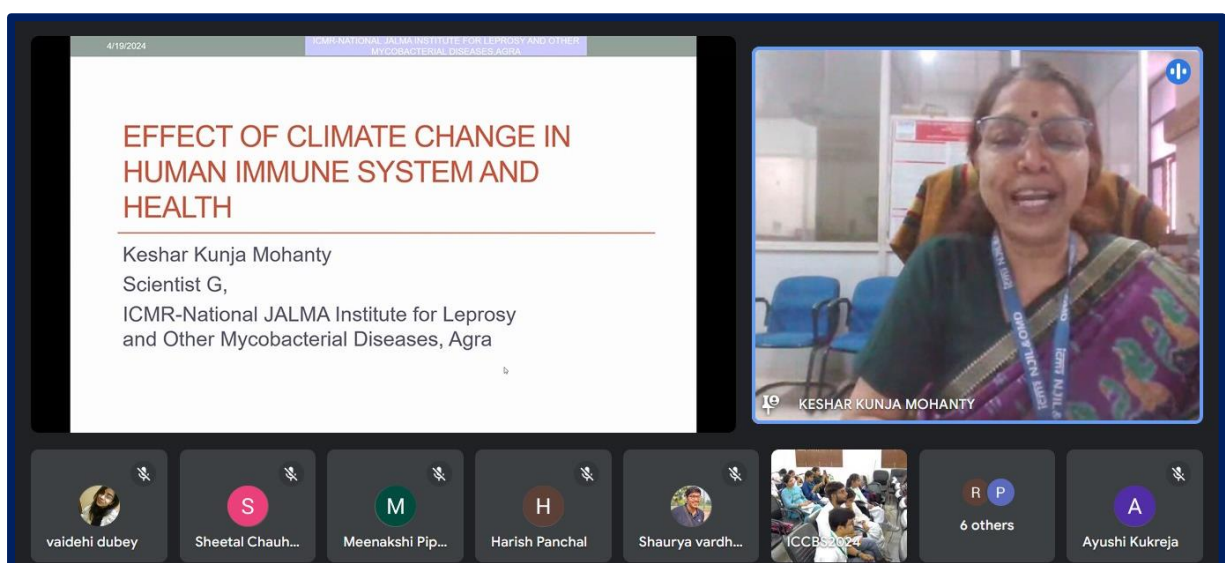 4/19/2024
ICMR-NATIONAL JALMA INSTITUTE FOR LEPROSY AND OTHER
MYCOBACTERIAL DISEASES,AGRA
EFFECT OF CLIMATE CHANGE IN
HUMAN IMMUNE SYSTEM AND
HEALTH
Keshar Kunja Mohanty
Scientist G,
ICMR-National JALMA Institute for Leprosy
and Other Mycobacterial Diseases, Agra
icmr NJIL & OMD
KESHAR KUNJA MOHANTY
vaidehi dubey
S
Sheetal Chauh...
M
Meenakshi Pip...
H
Harish Panchal
Shaurya vardh...
ICCBS2024
R P
6 others
A
Ayushi Kukreja